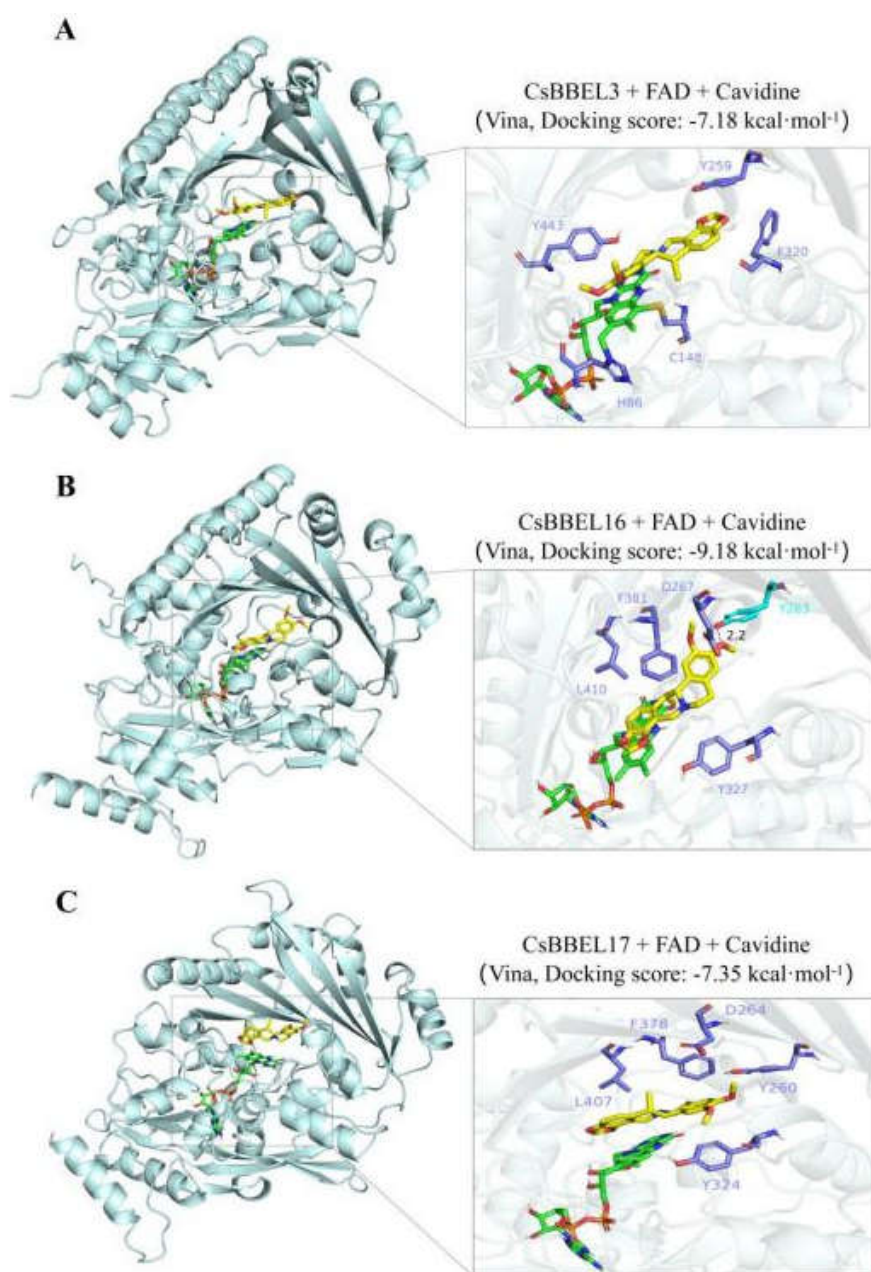 A
CsBBEL3 + FAD + Cavidine
(Vina, Docking score: -7.18 kcal·mol⁻¹)
Y259
Y443
F320
C148
H86
B
CsBBEL16 + FAD + Cavidine
(Vina, Docking score: -9.18 kcal·mol⁻¹)
F381
D267
Y263
2.2
L410
Y327
C
CsBBEL17 + FAD + Cavidine
(Vina, Docking score: -7.35 kcal·mol⁻¹)
D264
F378
L407
Y260
Y324